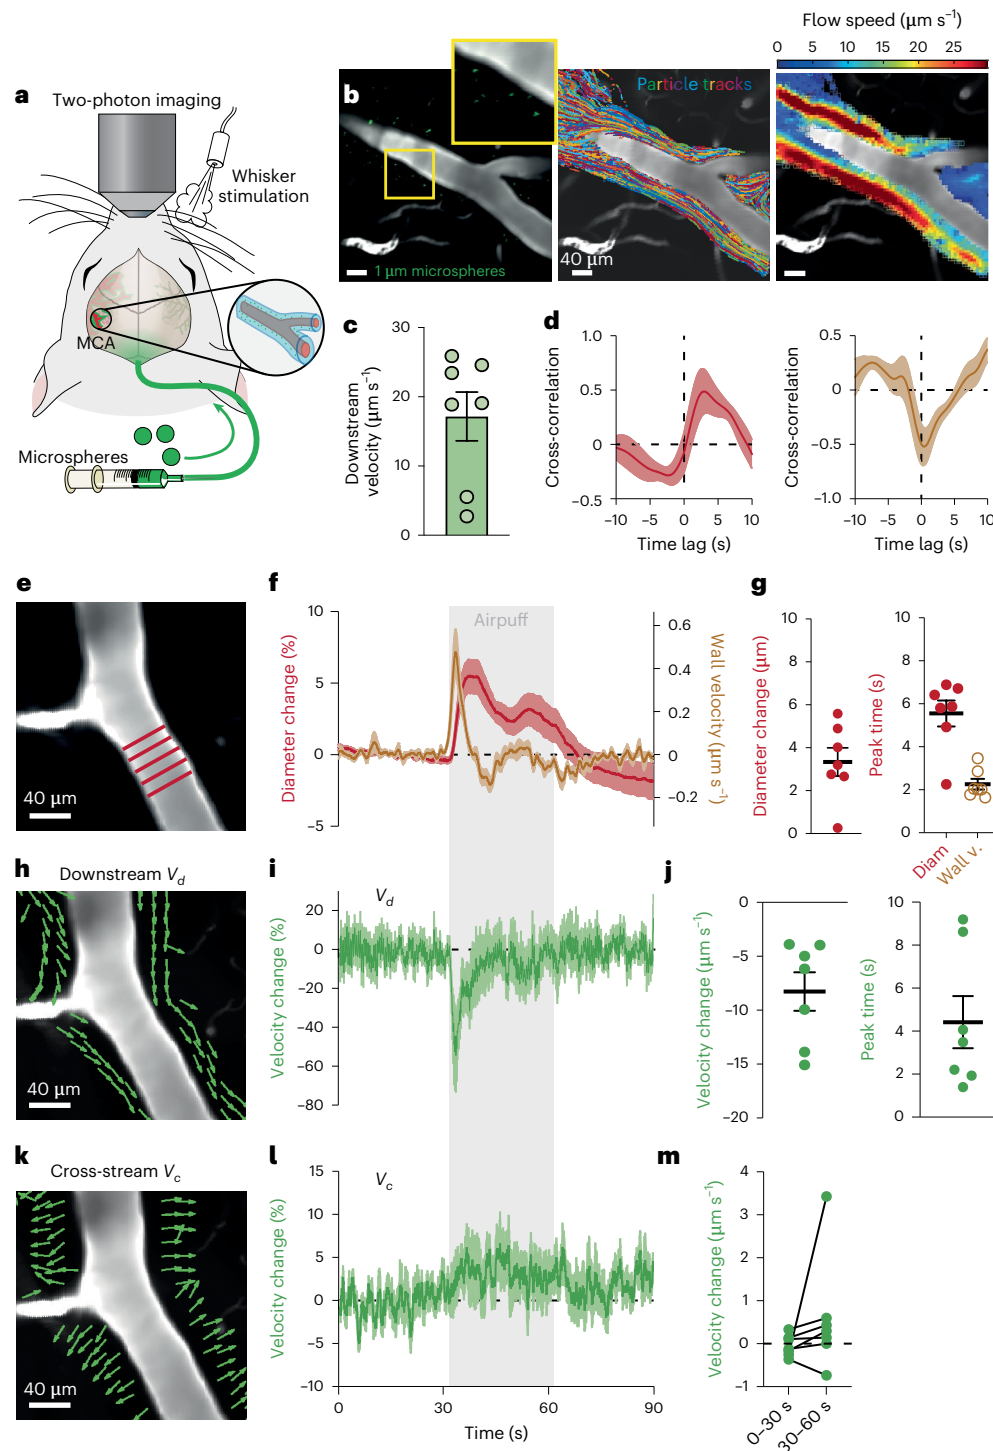 a
Two-photon imaging
Whisker
stimulation
MCA
Microspheres
b
1 μm microspheres
Particle tracks
40 μm
Flow speed (μm s⁻¹)
0 5 10 15 20 25
c
Downstream
velocity (μm s⁻¹)
30
20
10
0
d
Cross-correlation
1.0
0.5
0
−0.5
−10 −5 0 5 10
Time lag (s)
Cross-correlation
0.5
0
−0.5
−1.0
−10 −5 0 5 10
Time lag (s)
e
40 μm
f
Airpuff
Diameter change (%)
10
5
0
−5
Wall velocity (μm s⁻¹)
0.6
0.4
0.2
0
−0.2
g
Diameter change (μm)
10
8
6
4
2
0
Peak time (s)
10
8
6
4
2
0
Diam
Wall v.
h
Downstream Vd
40 μm
i
Vd
Velocity change (%)
20
0
−20
−40
−60
−80
j
Velocity change (μm s⁻¹)
0
−5
−10
−15
−20
Peak time (s)
10
8
6
4
2
0
k
Cross-stream Vc
40 μm
l
Vc
Velocity change (%)
15
10
5
0
−5
−10
0 30 60 90
Time (s)
m
Velocity change (μm s⁻¹)
4
3
2
1
0
−1
0–30 s
30–60 s